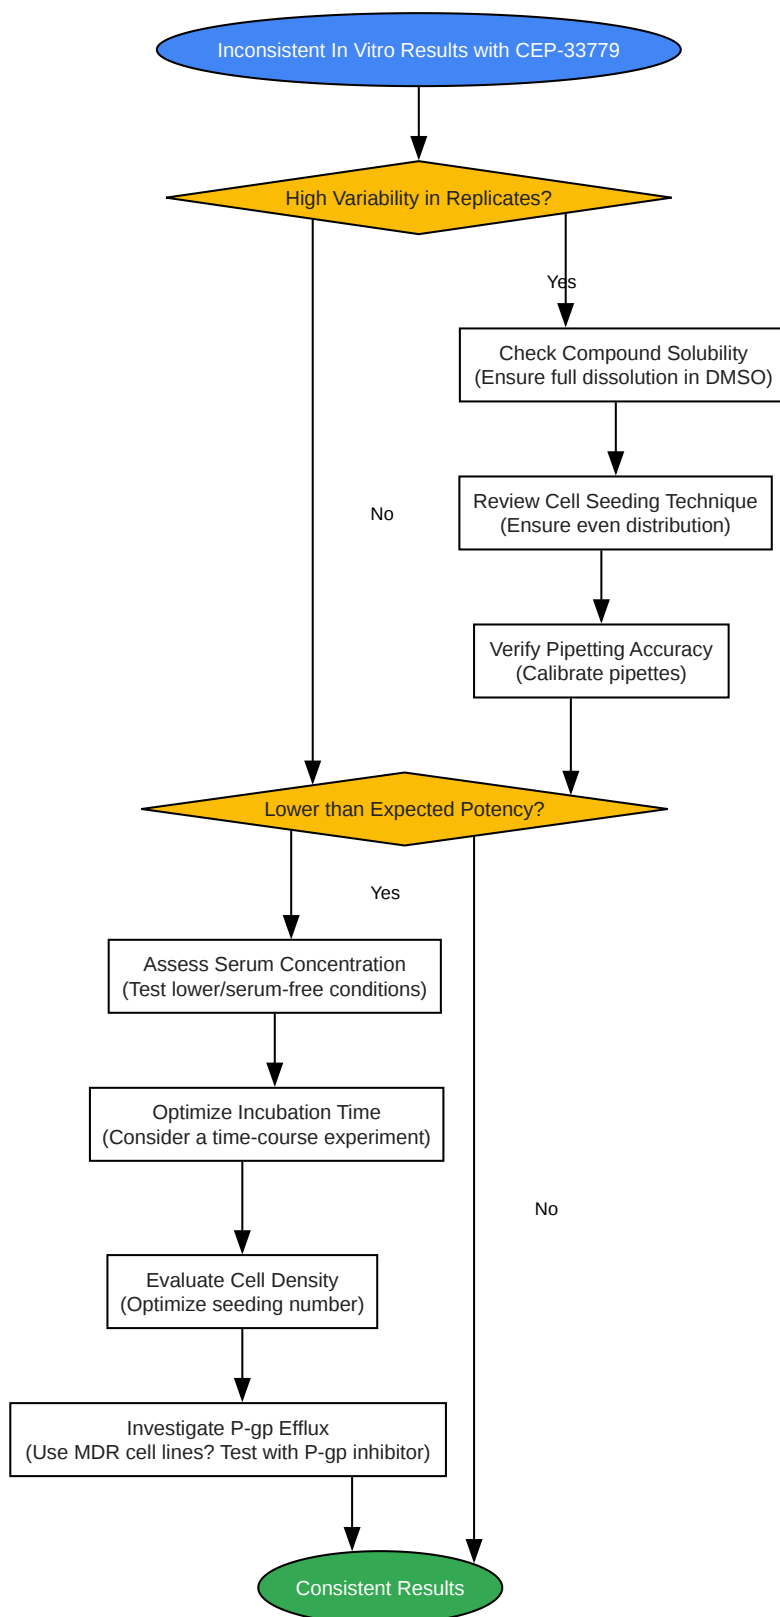 Inconsistent In Vitro Results with CEP-33779
High Variability in Replicates?
Yes
Check Compound Solubility
(Ensure full dissolution in DMSO)
Review Cell Seeding Technique
(Ensure even distribution)
No
Verify Pipetting Accuracy
(Calibrate pipettes)
Lower than Expected Potency?
Yes
Assess Serum Concentration
(Test lower/serum-free conditions)
Optimize Incubation Time
(Consider a time-course experiment)
No
Evaluate Cell Density
(Optimize seeding number)
Investigate P-gp Efflux
(Use MDR cell lines? Test with P-gp inhibitor)
Consistent Results